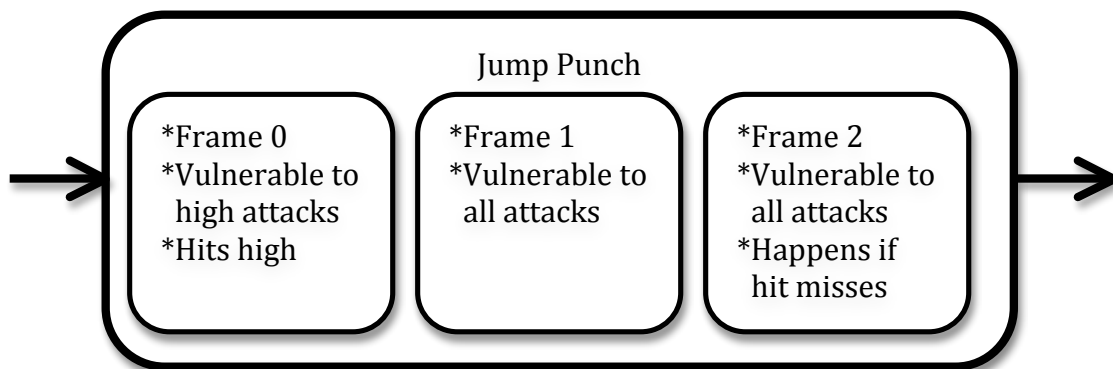 Jump Punch
*Frame 0
*Vulnerable to
high attacks
*Hits high
*Frame 1
*Vulnerable to
all attacks
*Frame 2
*Vulnerable to
all attacks
*Happens if
hit misses